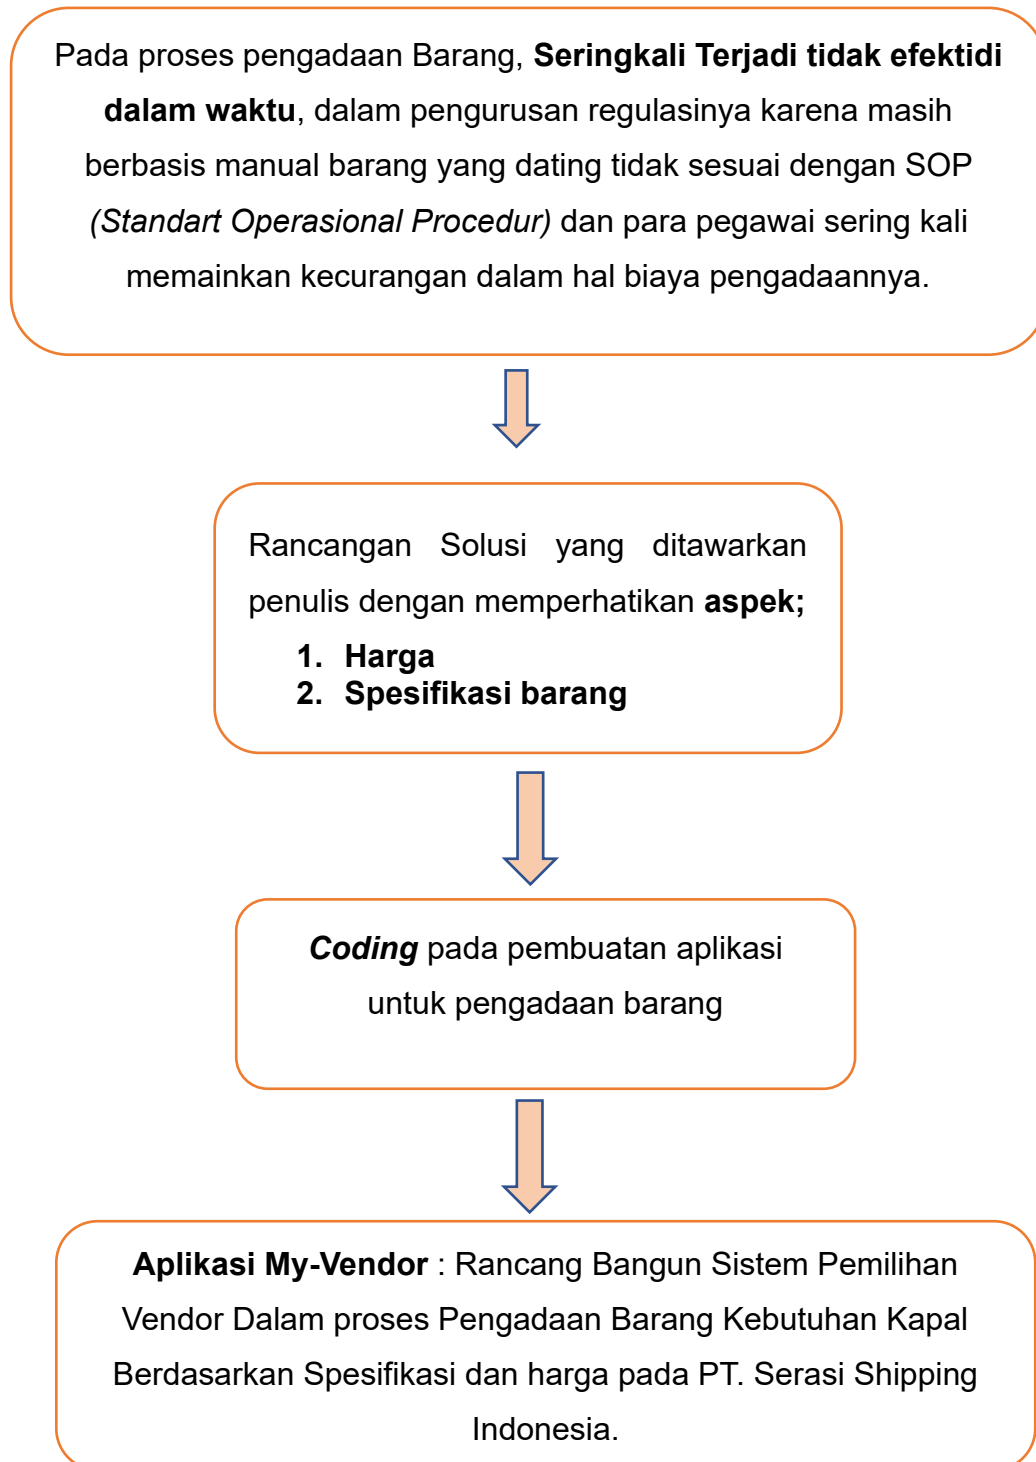 Pada proses pengadaan Barang, Seringkali Terjadi tidak efektidi
dalam waktu, dalam pengurusan regulasinya karena masih
berbasis manual barang yang dating tidak sesuai dengan SOP
(Standart Operasional Procedur) dan para pegawai sering kali
memainkan kecurangan dalam hal biaya pengadaannya.
Rancangan Solusi yang ditawarkan
penulis dengan memperhatikan aspek;
1. Harga
2. Spesifikasi barang
Coding pada pembuatan aplikasi
untuk pengadaan barang
Aplikasi My-Vendor : Rancang Bangun Sistem Pemilihan
Vendor Dalam proses Pengadaan Barang Kebutuhan Kapal
Berdasarkan Spesifikasi dan harga pada PT. Serasi Shipping
Indonesia.